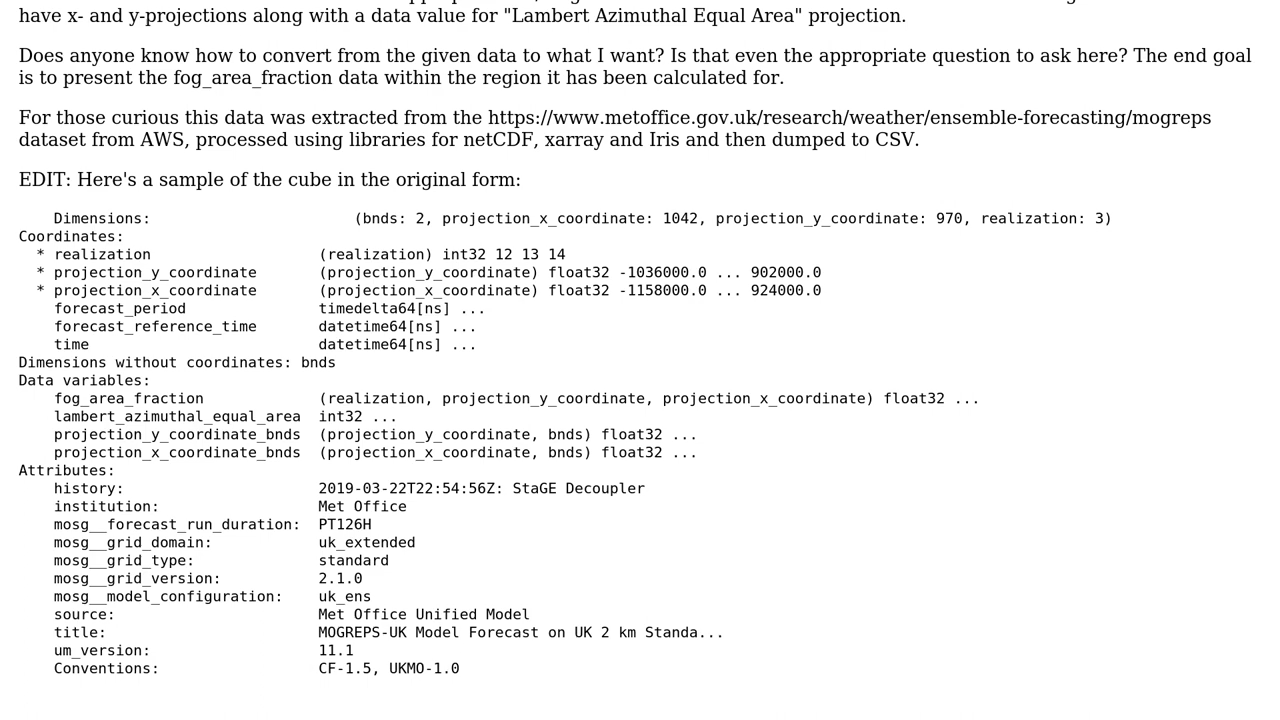 have x- and y-projections along with a data value for "Lambert Azimuthal Equal Area" projection.
Does anyone know how to convert from the given data to what I want? Is that even the appropriate question to ask here? The end goal
is to present the fog_area_fraction data within the region it has been calculated for.
For those curious this data was extracted from the https://www.metoffice.gov.uk/research/weather/ensemble-forecasting/mogreps
dataset from AWS, processed using libraries for netCDF, xarray and Iris and then dumped to CSV.
EDIT: Here's a sample of the cube in the original form:
    Dimensions:                       (bnds: 2, projection_x_coordinate: 1042, projection_y_coordinate: 970, realization: 3)
Coordinates:
  * realization                   (realization) int32 12 13 14
  * projection_y_coordinate       (projection_y_coordinate) float32 -1036000.0 ... 902000.0
  * projection_x_coordinate       (projection_x_coordinate) float32 -1158000.0 ... 924000.0
    forecast_period               timedelta64[ns] ...
    forecast_reference_time       datetime64[ns] ...
    time                          datetime64[ns] ...
Dimensions without coordinates: bnds
Data variables:
    fog_area_fraction             (realization, projection_y_coordinate, projection_x_coordinate) float32 ...
    lambert_azimuthal_equal_area  int32 ...
    projection_y_coordinate_bnds  (projection_y_coordinate, bnds) float32 ...
    projection_x_coordinate_bnds  (projection_x_coordinate, bnds) float32 ...
Attributes:
    history:                      2019-03-22T22:54:56Z: StaGE Decoupler
    institution:                  Met Office
    mosg__forecast_run_duration:  PT126H
    mosg__grid_domain:            uk_extended
    mosg__grid_type:              standard
    mosg__grid_version:           2.1.0
    mosg__model_configuration:    uk_ens
    source:                       Met Office Unified Model
    title:                        MOGREPS-UK Model Forecast on UK 2 km Standa...
    um_version:                   11.1
    Conventions:                  CF-1.5, UKMO-1.0